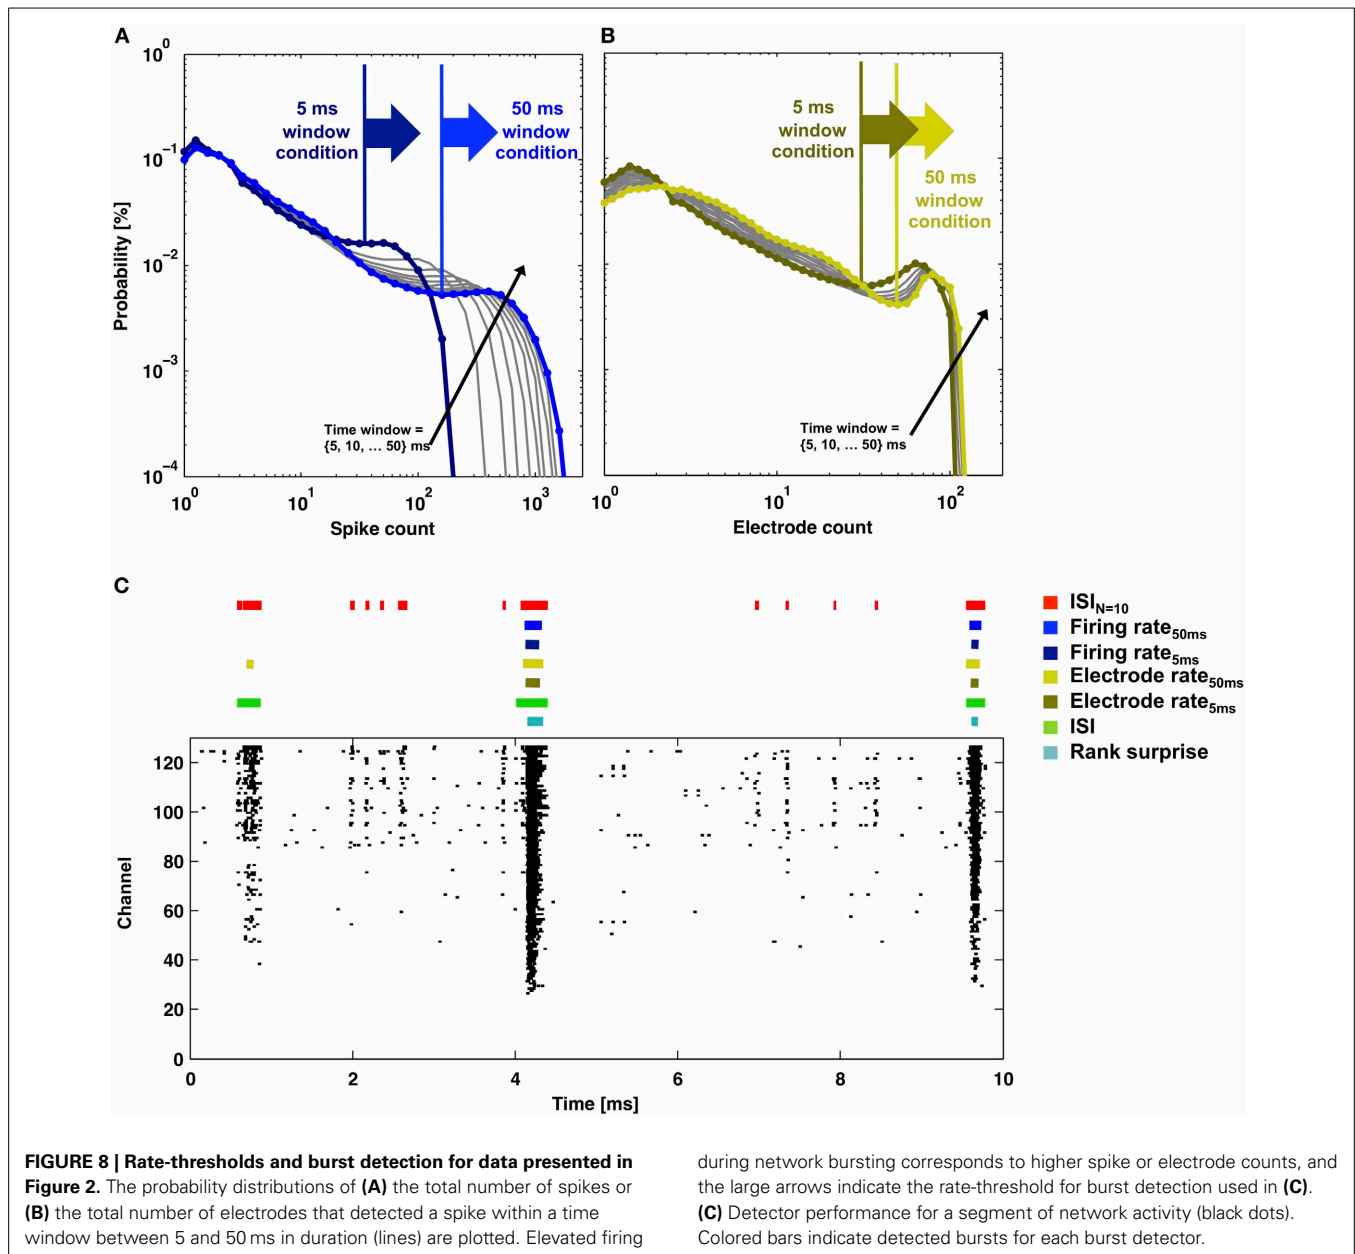 A
B
10^0
10^-1
10^-2
10^-3
10^-4
Probability [%]
5 ms
window
condition
50 ms
window
condition
Time window =
{5, 10, ... 50} ms
10^0 10^1 10^2 10^3
Spike count
5 ms
window
condition
50 ms
window
condition
Time window =
{5, 10, ... 50} ms
10^0 10^1 10^2
Electrode count
C
ISI_N=10
Firing rate_50ms
Firing rate_5ms
Electrode rate_50ms
Electrode rate_5ms
ISI
Rank surprise
120
100
80
60
40
20
0
Channel
0 2 4 6 8 10
Time [ms]
FIGURE 8 | Rate-thresholds and burst detection for data presented in
Figure 2. The probability distributions of (A) the total number of spikes or
(B) the total number of electrodes that detected a spike within a time
window between 5 and 50 ms in duration (lines) are plotted. Elevated firing
during network bursting corresponds to higher spike or electrode counts, and
the large arrows indicate the rate-threshold for burst detection used in (C).
(C) Detector performance for a segment of network activity (black dots).
Colored bars indicate detected bursts for each burst detector.